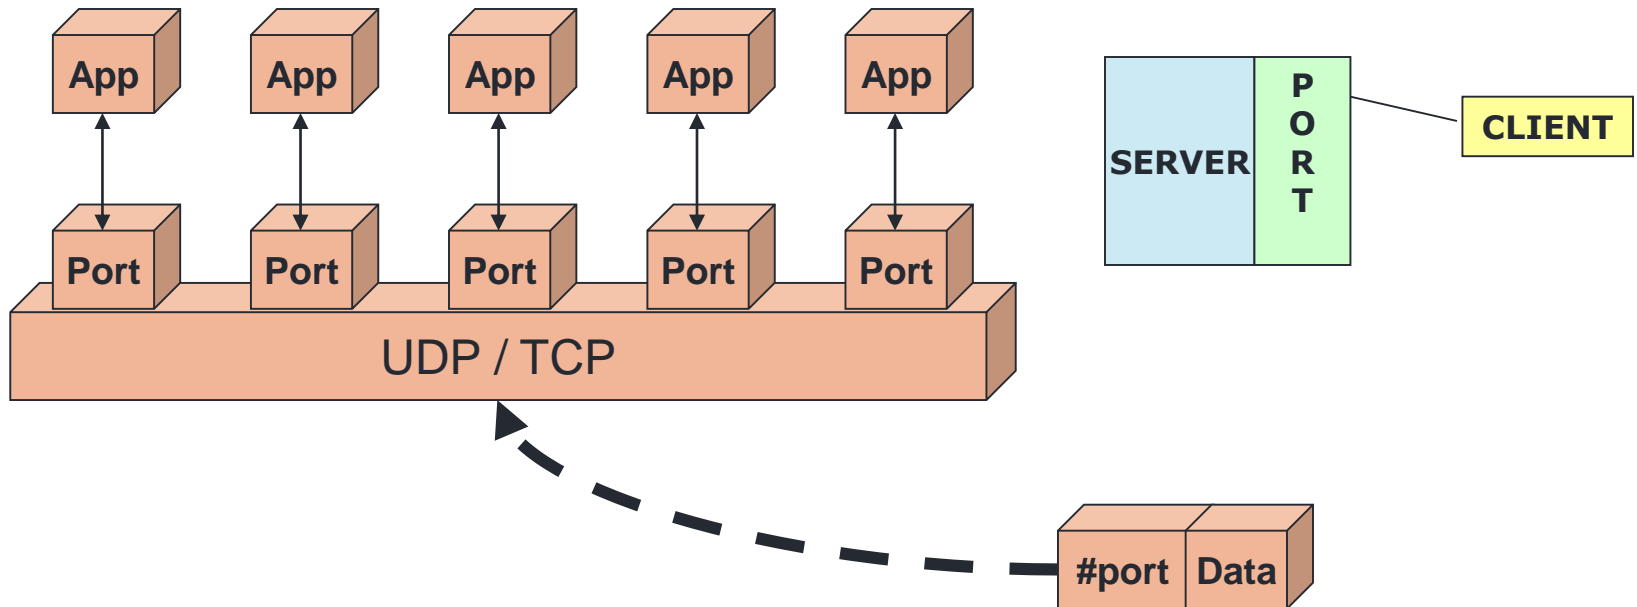 App App App App App
Port Port Port Port Port
UDP / TCP
#port Data
SERVER
P
O
R
T
CLIENT